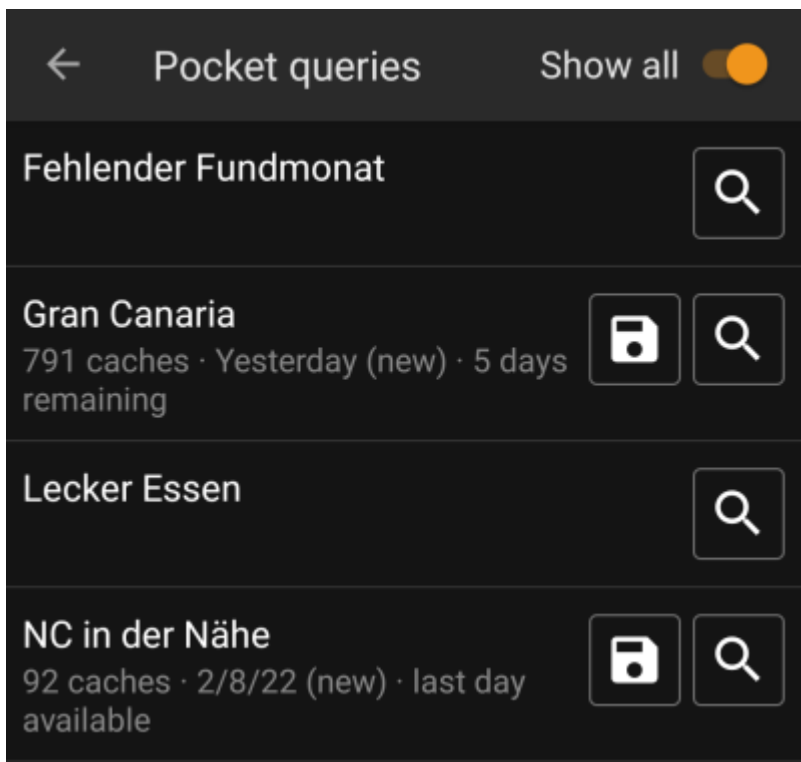 Pocket queries Show all
Fehlender Fundmonat
Gran Canaria
791 caches · Yesterday (new) · 5 days
remaining
Lecker Essen
NC in der Nähe
92 caches · 2/8/22 (new) · last day
available